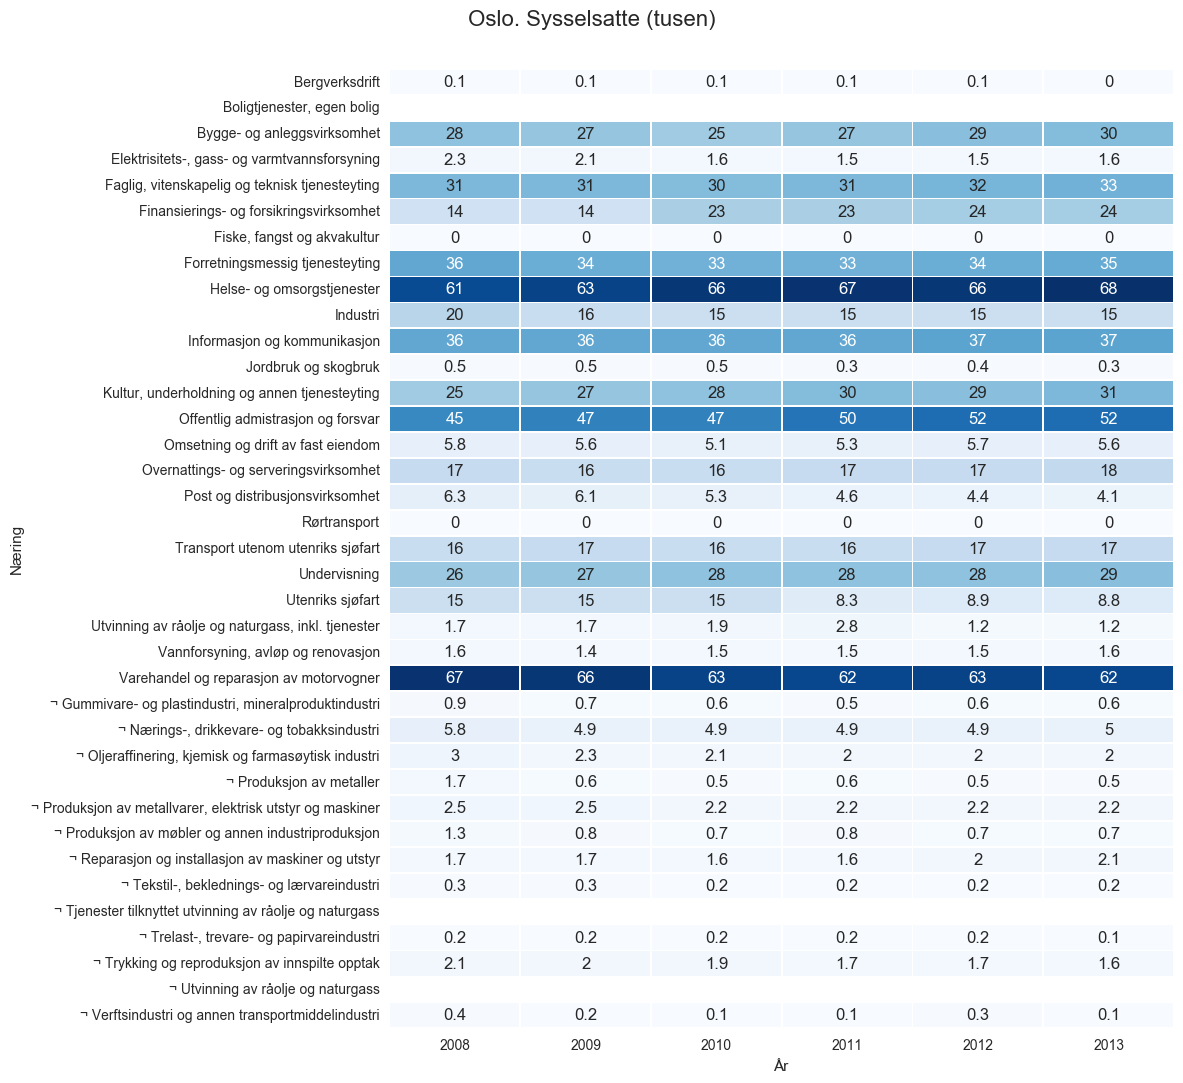 Oslo. Sysselsatte (tusen)
Bergverksdrift 0.1 0.1 0.1 0.1 0.1 0
Boligtjenester, egen bolig
Bygge- og anleggsvirksomhet 28 27 25 27 29 30
Elektrisitets-, gass- og varmtvannsforsyning 2.3 2.1 1.6 1.5 1.5 1.6
Faglig, vitenskapelig og teknisk tjenesteyting 31 31 30 31 32 33
Finansierings- og forsikringsvirksomhet 14 14 23 23 24 24
Fiske, fangst og akvakultur 0 0 0 0 0 0
Forretningsmessig tjenesteyting 36 34 33 33 34 35
Helse- og omsorgstjenester 61 63 66 67 66 68
Industri 20 16 15 15 15 15
Informasjon og kommunikasjon 36 36 36 36 37 37
Jordbruk og skogbruk 0.5 0.5 0.5 0.3 0.4 0.3
Kultur, underholdning og annen tjenesteyting 25 27 28 30 29 31
Offentlig admistrasjon og forsvar 45 47 47 50 52 52
Omsetning og drift av fast eiendom 5.8 5.6 5.1 5.3 5.7 5.6
Overnattings- og serveringsvirksomhet 17 16 16 17 17 18
Post og distribusjonsvirksomhet 6.3 6.1 5.3 4.6 4.4 4.1
Rørtransport 0 0 0 0 0 0
Transport utenom utenriks sjøfart 16 17 16 16 17 17
Undervisning 26 27 28 28 28 29
Utenriks sjøfart 15 15 15 8.3 8.9 8.8
Utvinning av råolje og naturgass, inkl. tjenester 1.7 1.7 1.9 2.8 1.2 1.2
Vannforsyning, avløp og renovasjon 1.6 1.4 1.5 1.5 1.5 1.6
Varehandel og reparasjon av motorvogner 67 66 63 62 63 62
¬ Gummivare- og plastindustri, mineralproduktindustri 0.9 0.7 0.6 0.5 0.6 0.6
¬ Nærings-, drikkevare- og tobakksindustri 5.8 4.9 4.9 4.9 4.9 5
¬ Oljeraffinering, kjemisk og farmasøytisk industri 3 2.3 2.1 2 2 2
¬ Produksjon av metaller 1.7 0.6 0.5 0.6 0.5 0.5
¬ Produksjon av metallvarer, elektrisk utstyr og maskiner 2.5 2.5 2.2 2.2 2.2 2.2
¬ Produksjon av møbler og annen industriproduksjon 1.3 0.8 0.7 0.8 0.7 0.7
¬ Reparasjon og installasjon av maskiner og utstyr 1.7 1.7 1.6 1.6 2 2.1
¬ Tekstil-, beklednings- og lærvareindustri 0.3 0.3 0.2 0.2 0.2 0.2
¬ Tjenester tilknyttet utvinning av råolje og naturgass
¬ Trelast-, trevare- og papirvareindustri 0.2 0.2 0.2 0.2 0.2 0.1
¬ Trykking og reproduksjon av innspilte opptak 2.1 2 1.9 1.7 1.7 1.6
¬ Utvinning av råolje og naturgass
¬ Verftsindustri og annen transportmiddelindustri 0.4 0.2 0.1 0.1 0.3 0.1
2008 2009 2010 2011 2012 2013
År
Næring